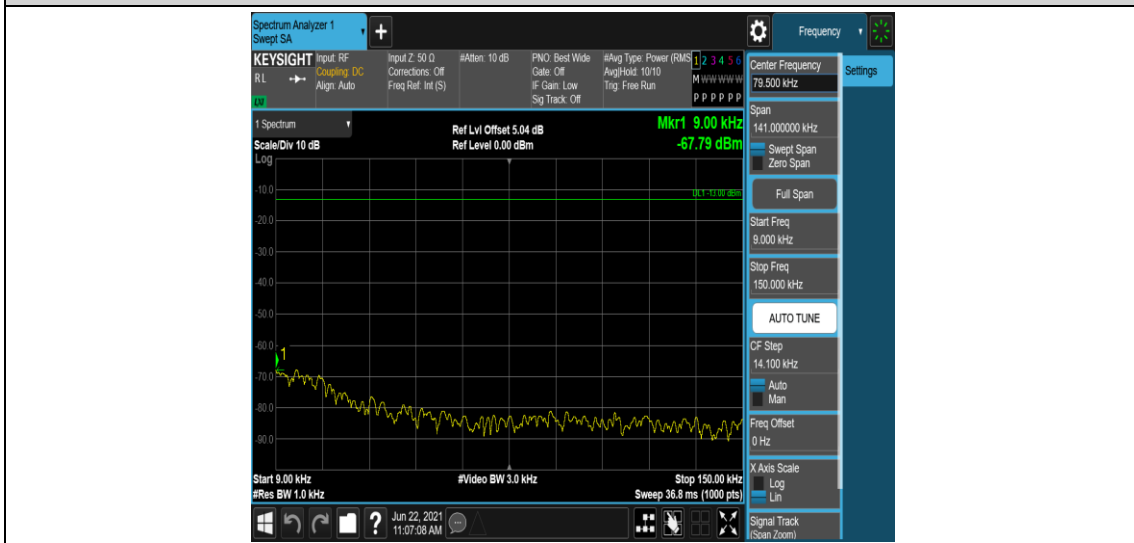 Spectrum Analyzer 1
Swept SA
Frequency
KEYSIGHT
Input: RF
Coupling: DC
Align: Auto
Input Z: 50 Ω
Corrections: Off
Freq Ref: Int (S)
#Atten: 10 dB
PNO: Best Wide
Gate: Off
IF Gain: Low
Sig Track: Off
#Avg Type: Power (RMS
Avg|Hold: 10/10
Trig: Free Run
1 2 3 4 5 6
M W W W W W
P P P P P P
R L
Center Frequency
79.500 kHz
Settings
1 Spectrum
Ref Lvl Offset 5.04 dB
Mkr1 9.00 kHz
Scale/Div 10 dB
Ref Level 0.00 dBm
-67.79 dBm
Log
DL1 -13.00 dBm
-10.0
-20.0
-30.0
-40.0
-50.0
-60.0
1
-70.0
-80.0
-90.0
Start 9.00 kHz
#Video BW 3.0 kHz
Stop 150.00 kHz
#Res BW 1.0 kHz
Sweep 36.8 ms (1000 pts)
Span
141.000000 kHz
Swept Span
Zero Span
Full Span
Start Freq
9.000 kHz
Stop Freq
150.000 kHz
AUTO TUNE
CF Step
14.100 kHz
Auto
Man
Freq Offset
0 Hz
X Axis Scale
Log
Lin
Signal Track
(Span Zoom)
?
Jun 22, 2021
11:07:08 AM